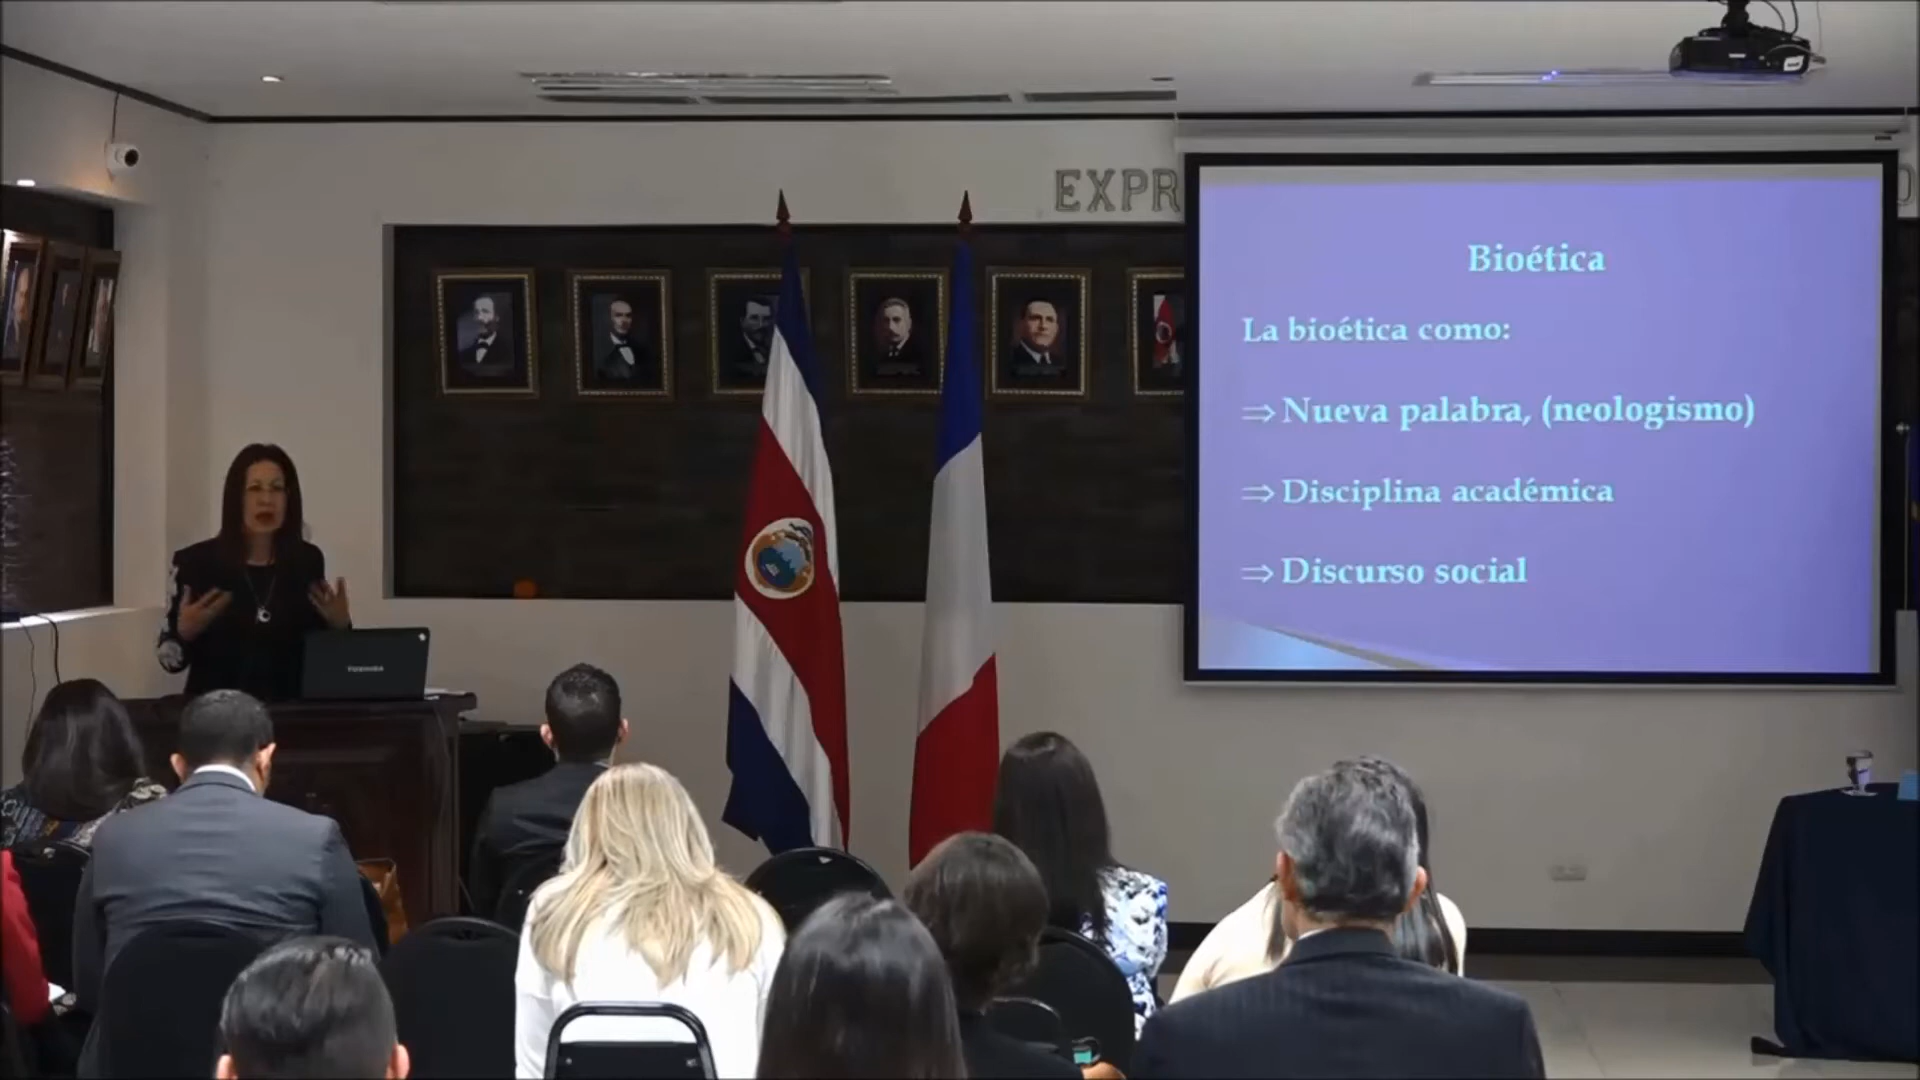 EXPR
Bioética
La bioética como:
⇒ Nueva palabra, (neologismo)
⇒ Disciplina académica
⇒ Discurso social
TOSHIBA